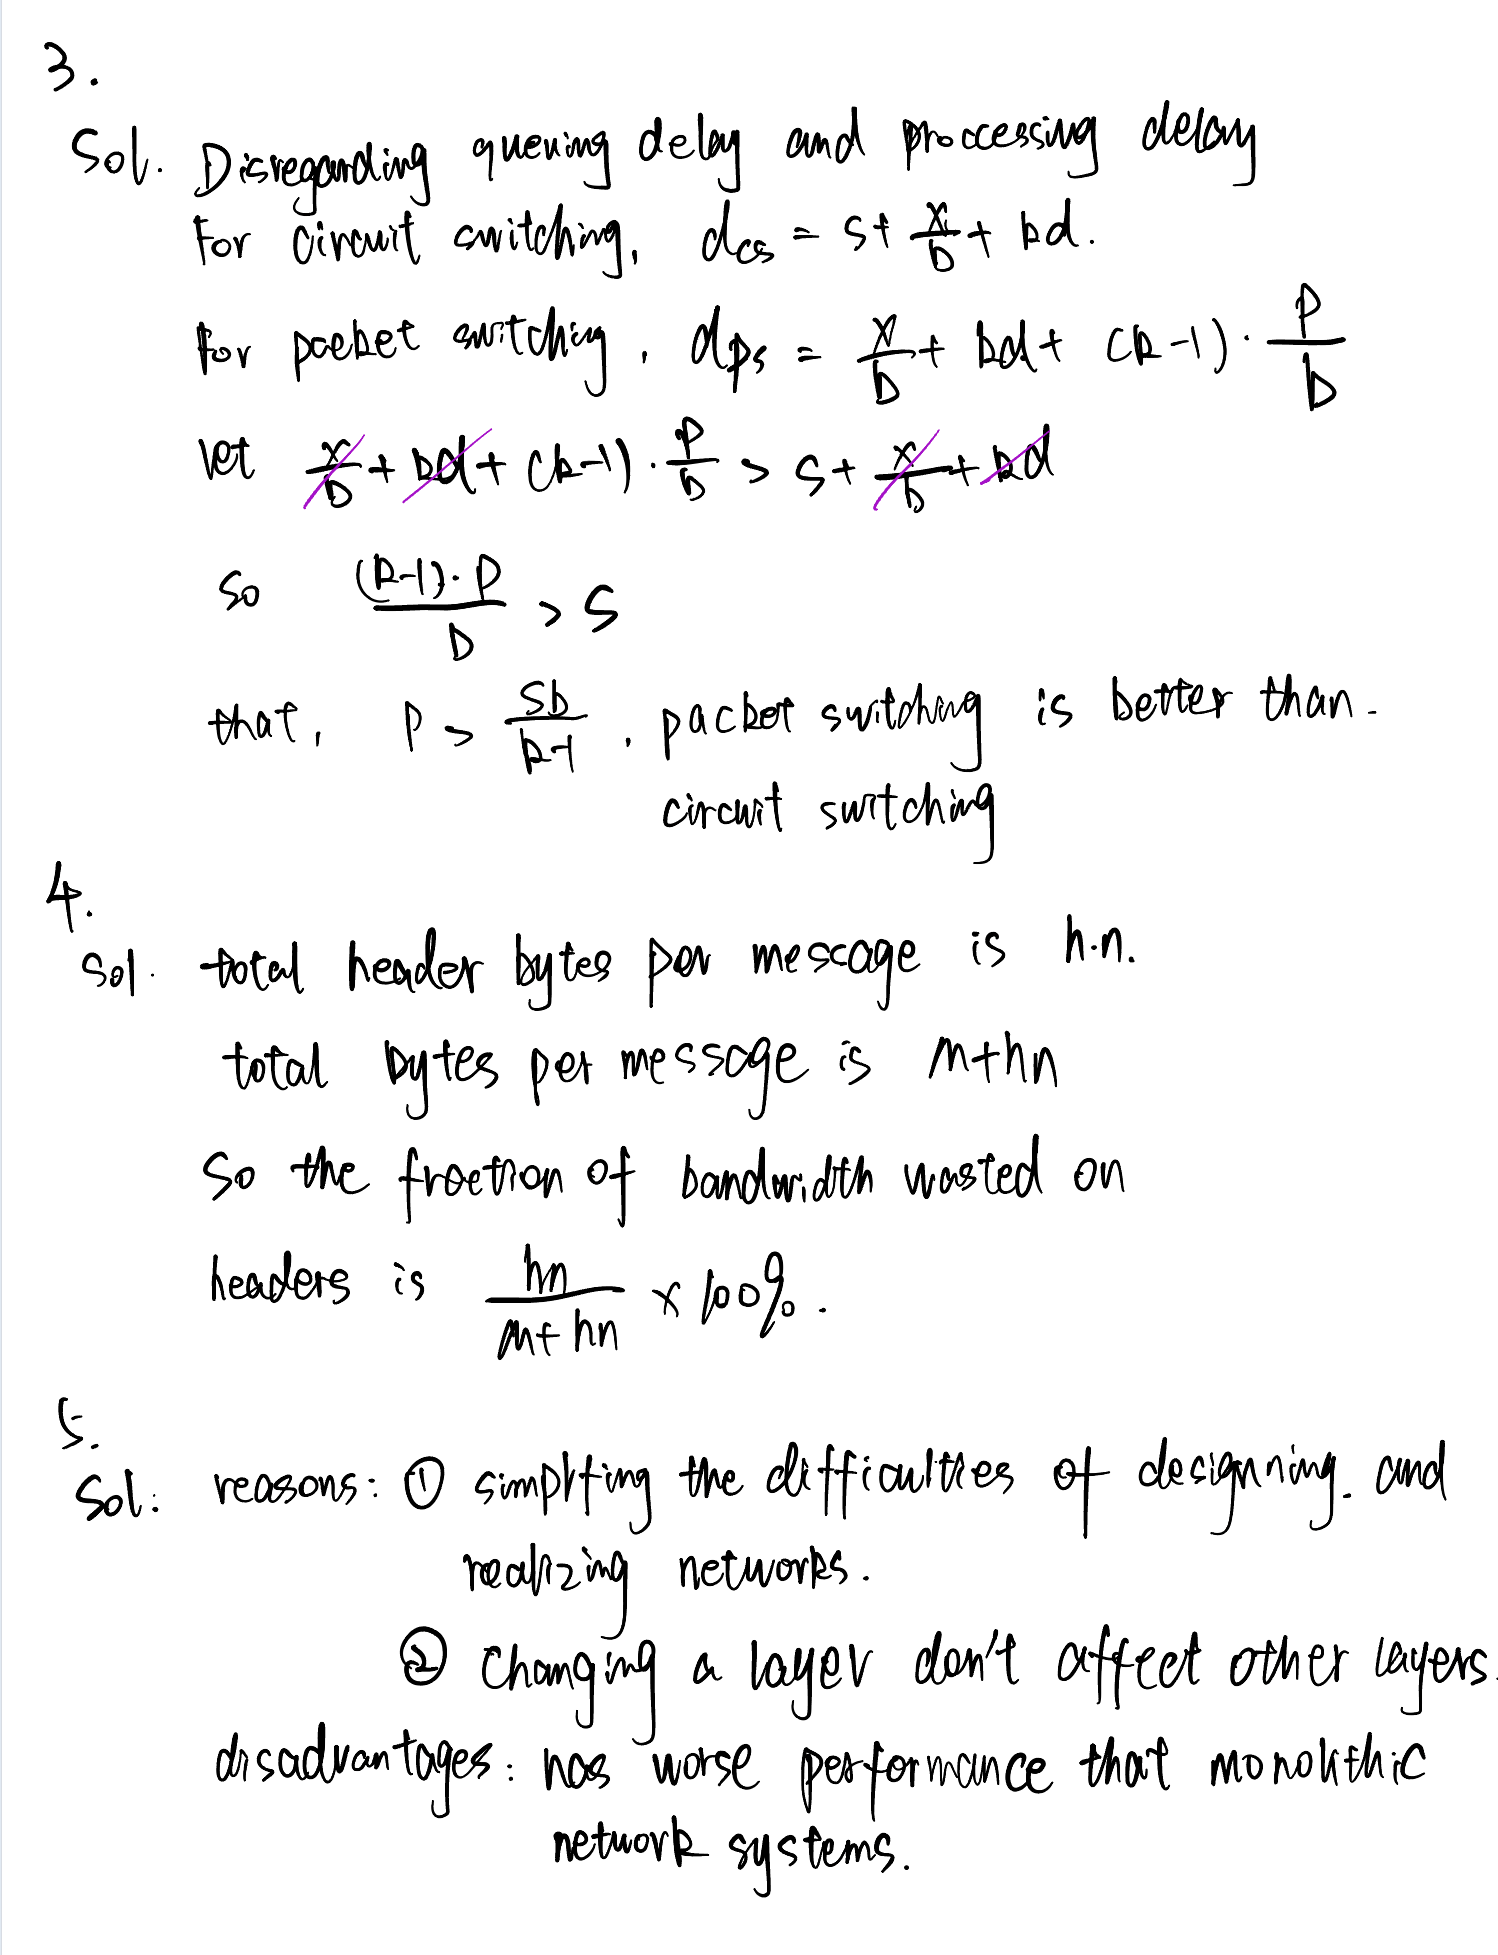 3.
Sol. Disregarding queuing delay and processing delay
For circuit switching, dcs = s + x/b + kd.
For packet switching, dps = x/b + kd + (k-1) · P/b
let x/b + kd + (k-1) · P/b > s + x/b + kd
so (k-1)·P/b > s
that, P > sb/k-1, packet switching is better than
circuit switching
4.
Sol. total header bytes per message is h·n.
total bytes per message is M+hn
So the fraction of bandwidth wasted on
headers is hn/M+hn × 100%.
5.
Sol: reasons: ① simplfing the difficulties of designning and
realizing networks.
② Changing a layer don't affect other layers.
disadvantages: has worse performance that monolithic
network systems.